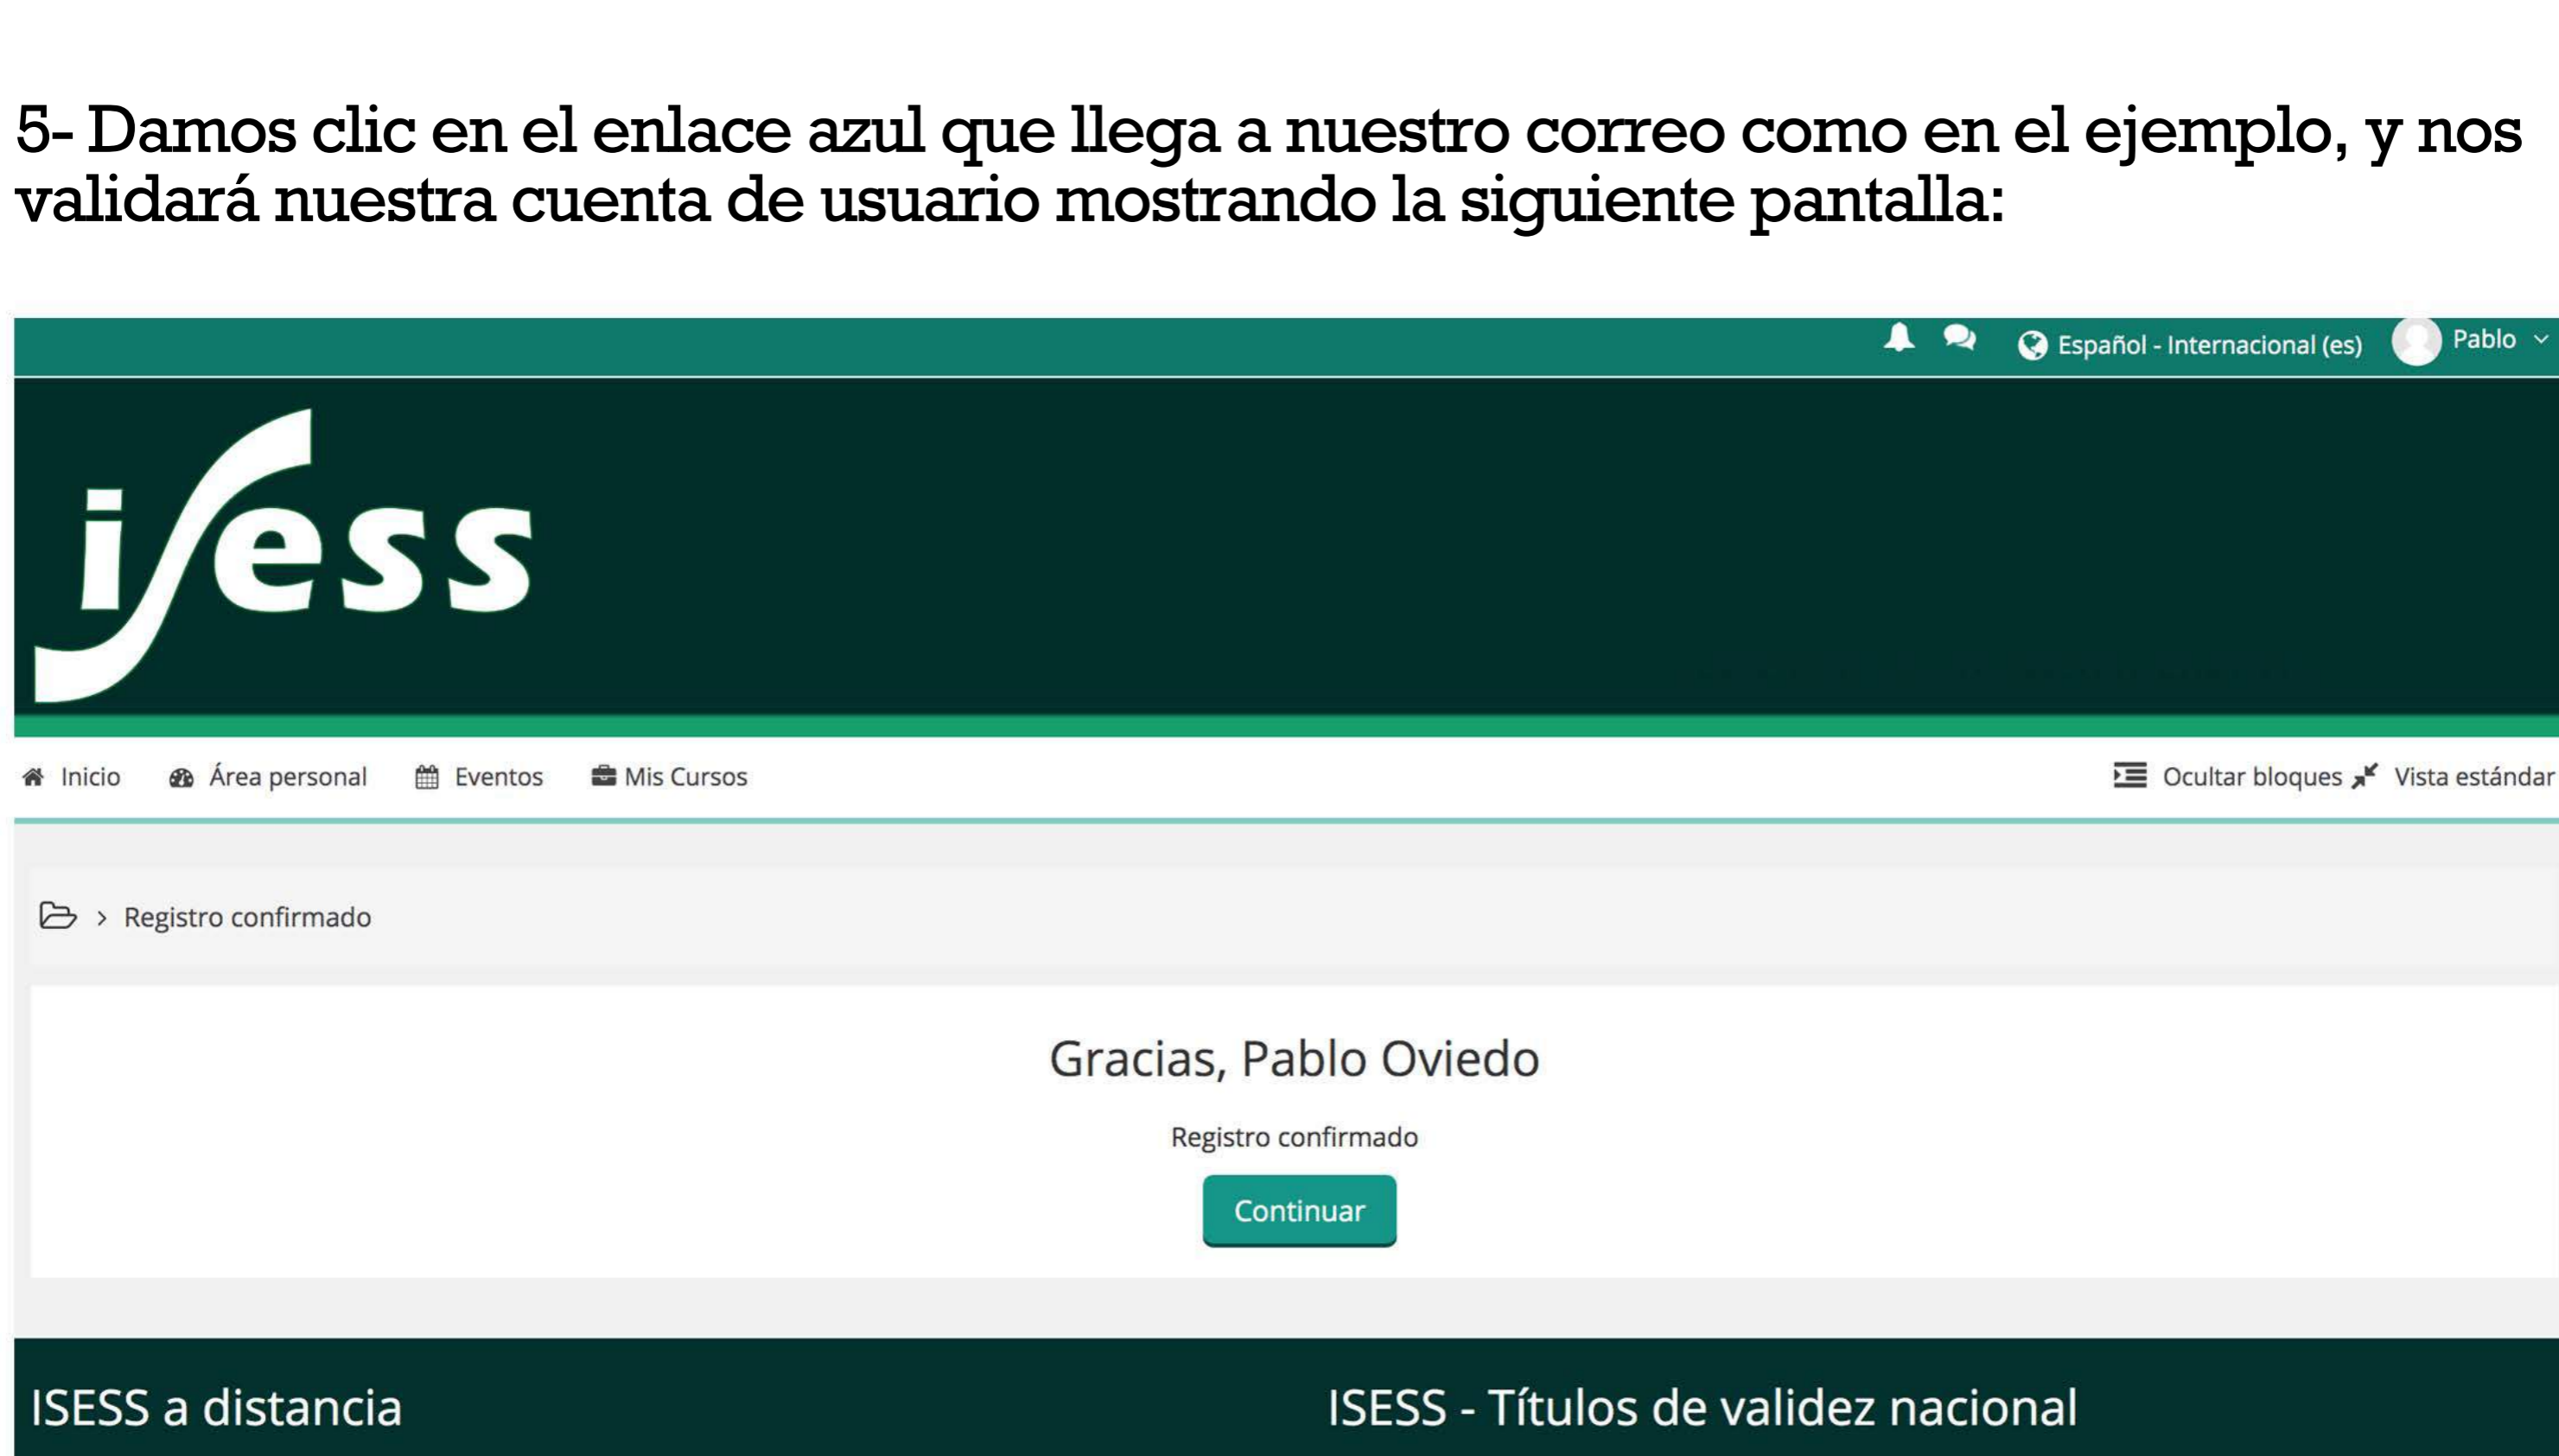 5- Damos clic en el enlace azul que llega a nuestro correo como en el ejemplo, y nos
validará nuestra cuenta de usuario mostrando la siguiente pantalla:
Español - Internacional (es) Pablo
isess
Inicio Área personal Eventos Mis Cursos Ocultar bloques Vista estándar
> Registro confirmado
Gracias, Pablo Oviedo
Registro confirmado
Continuar
ISESS a distancia ISESS - Títulos de validez nacional